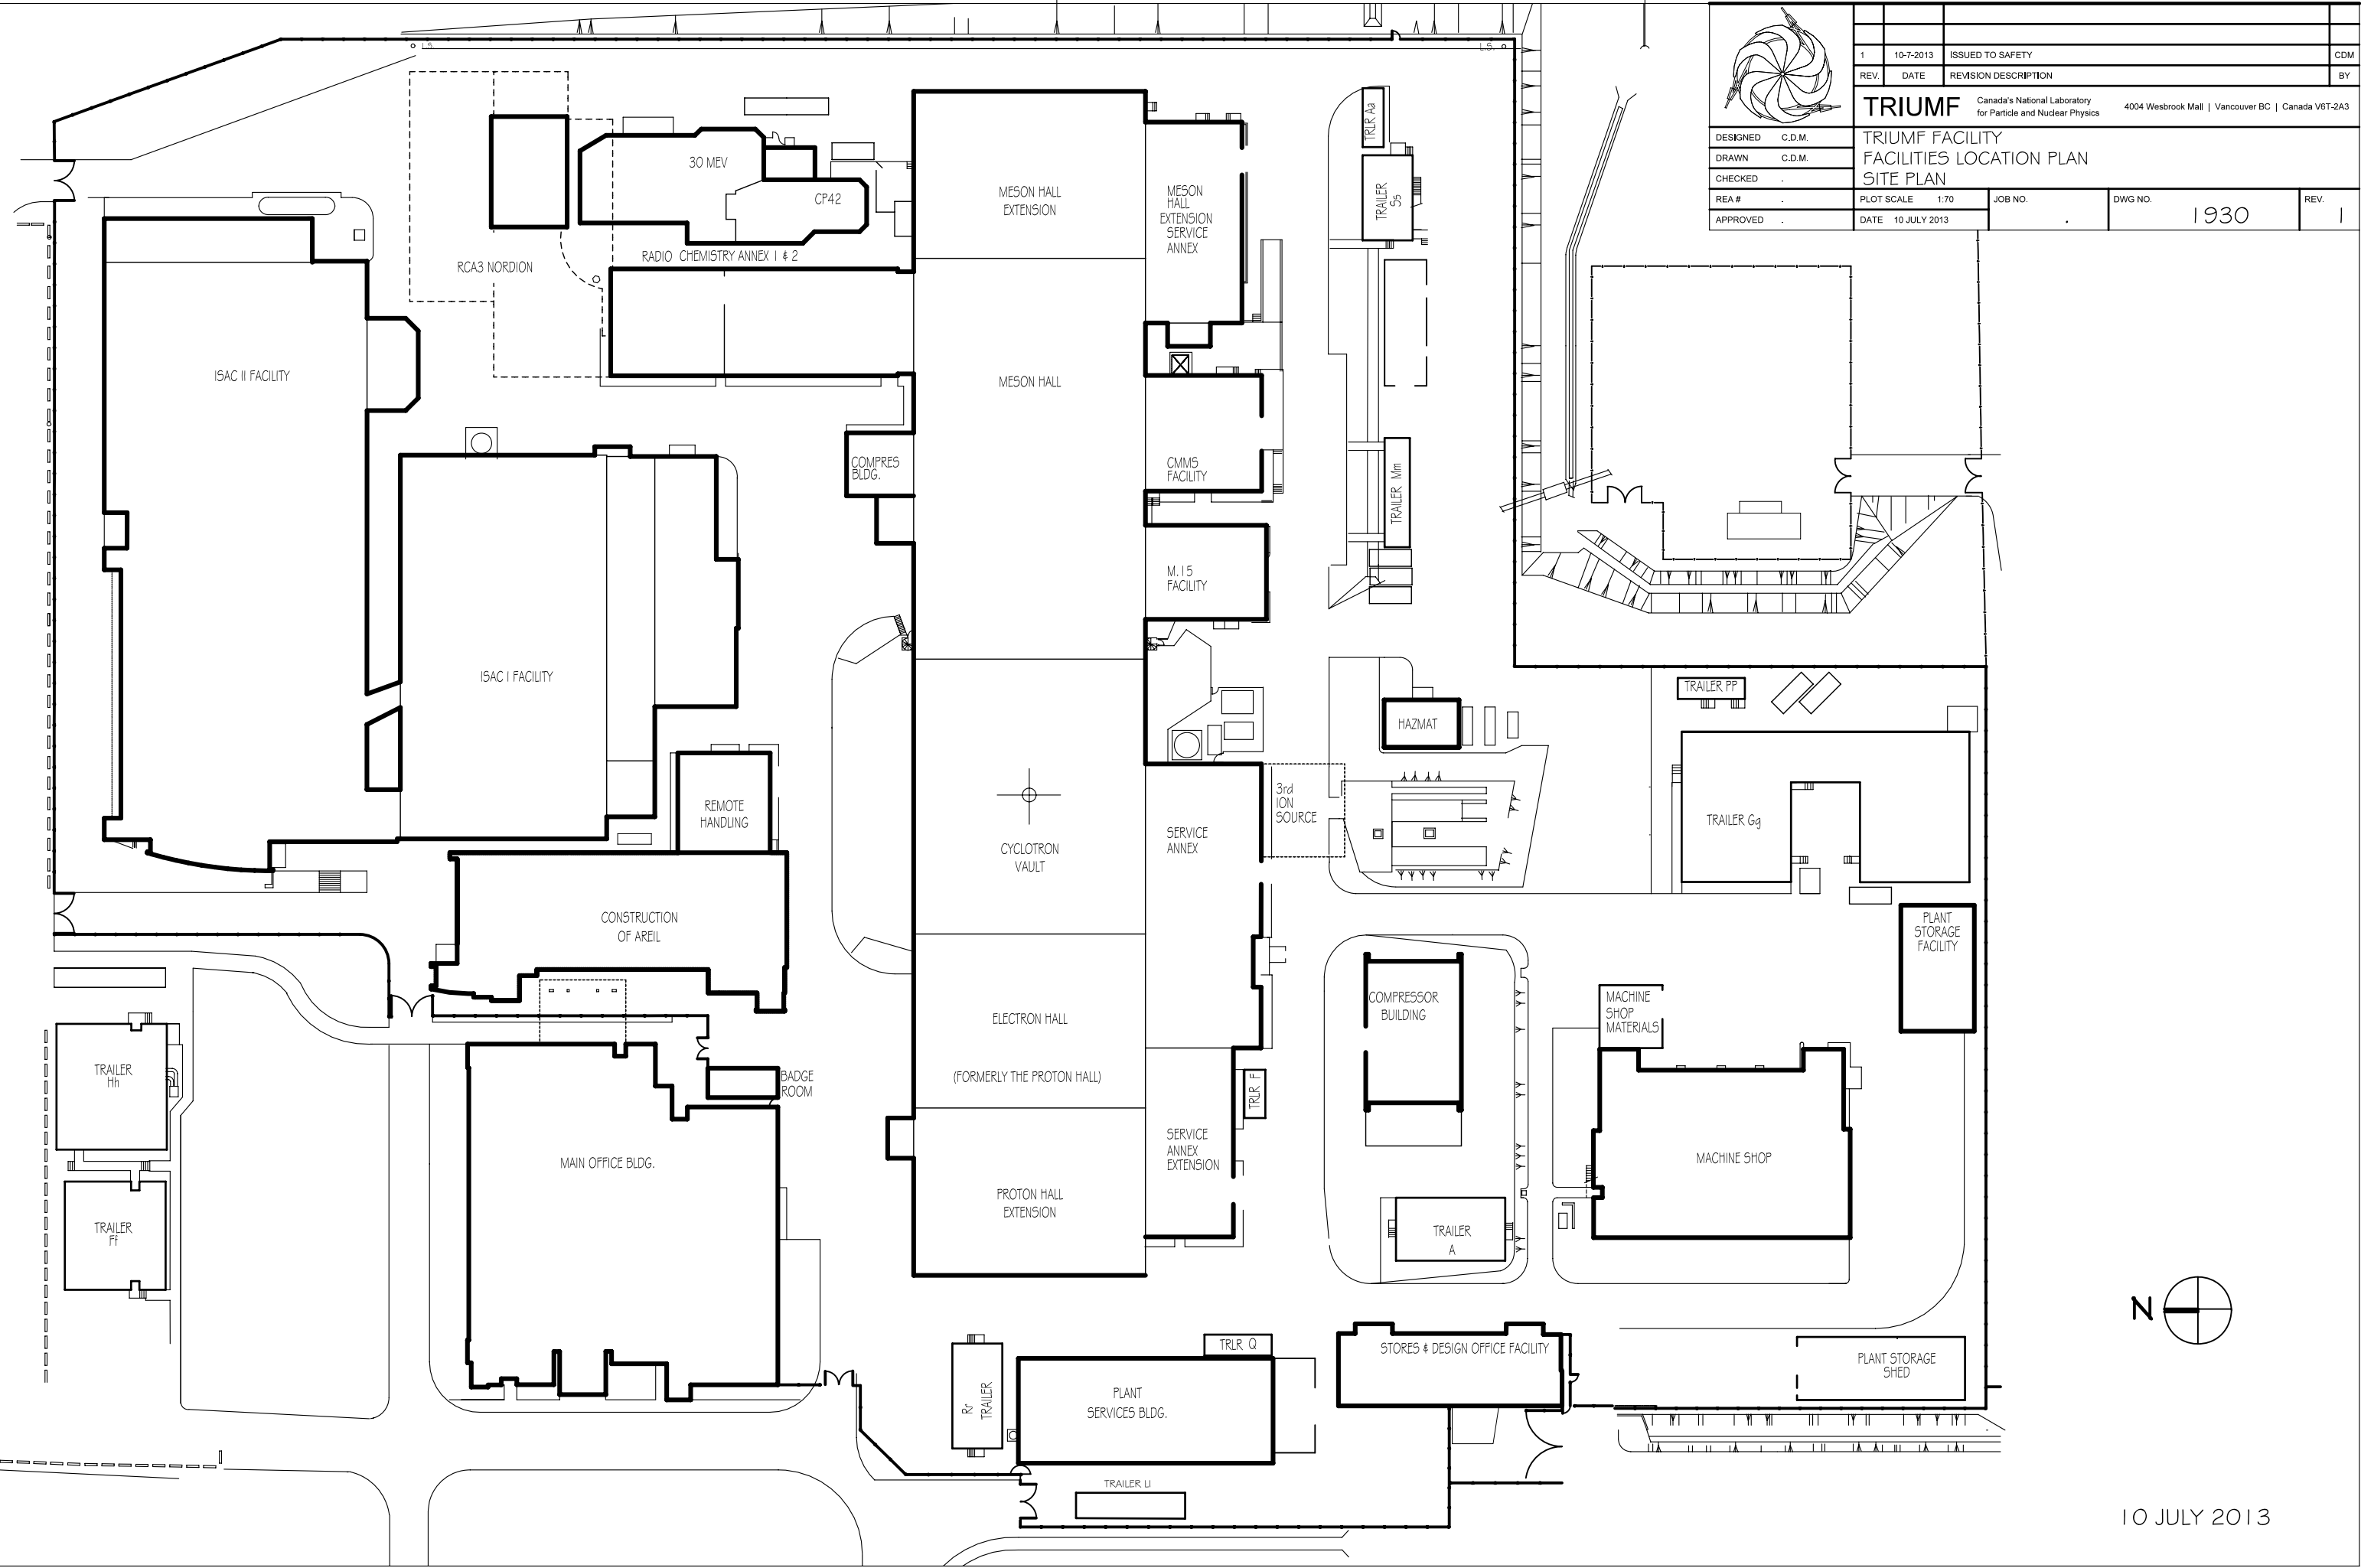 L.S.
L.S.
1 10-7-2013 ISSUED TO SAFETY CDM
REV. DATE REVISION DESCRIPTION BY
TRIUMF
Canada's National Laboratory
for Particle and Nuclear Physics
4004 Wesbrook Mall | Vancouver BC | Canada V6T-2A3
DESIGNED C.D.M.
DRAWN C.D.M.
CHECKED .
REA # .
APPROVED .
TRIUMF FACILITY
FACILITIES LOCATION PLAN
SITE PLAN
PLOT SCALE 1:70
DATE 10 JULY 2013
JOB NO.
.
DWG NO.
1930
REV.
1
30 MEV
CP42
RADIO CHEMISTRY ANNEX 1 & 2
RCA3 NORDION
MESON HALL
EXTENSION
MESON
HALL
EXTENSION
SERVICE
ANNEX
TRLR Aa
TRAILER
Ss
ISAC II FACILITY
MESON HALL
COMPRES
BLDG.
CMMS
FACILITY
TRAILER Mm
M.15
FACILITY
ISAC I FACILITY
HAZMAT
TRAILER PP
REMOTE
HANDLING
CYCLOTRON
VAULT
SERVICE
ANNEX
3rd
ION
SOURCE
TRAILER Gg
CONSTRUCTION
OF AREIL
PLANT
STORAGE
FACILITY
ELECTRON HALL
(FORMERLY THE PROTON HALL)
COMPRESSOR
BUILDING
MACHINE
SHOP
MATERIALS
TRAILER
Hh
BADGE
ROOM
TRLR F
MAIN OFFICE BLDG.
SERVICE
ANNEX
EXTENSION
MACHINE SHOP
PROTON HALL
EXTENSION
TRAILER
Ff
TRAILER
A
N
TRLR Q
STORES & DESIGN OFFICE FACILITY
PLANT STORAGE
SHED
Rr
TRAILER
PLANT
SERVICES BLDG.
TRAILER Ll
10 JULY 2013